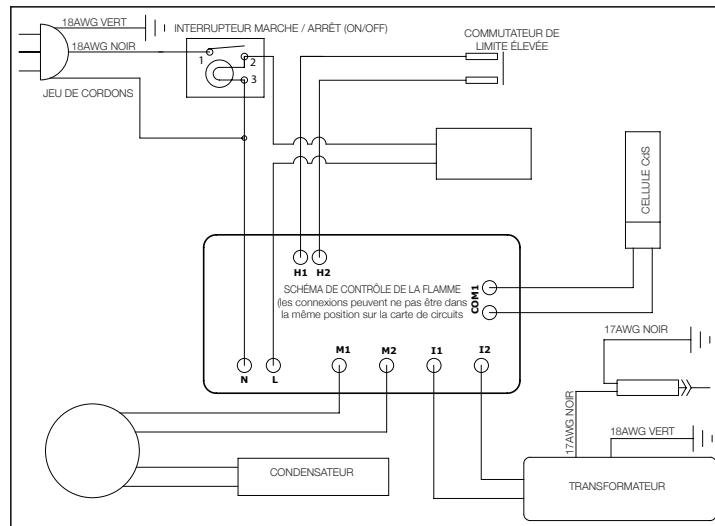 18AWG VERT
INTERRUPTEUR MARCHE / ARRÊT (ON/OFF)
COMMUTATEUR DE
LIMITE ÉLEVÉE
18AWG NOIR
1
2
3
JEU DE CORDONS
CELLULE CdS
H1
H2
SCHÉMA DE CONTRÔLE DE LA FLAMME
(les connexions peuvent ne pas être dans
la même position sur la carte de circuits
COM1
17AWG NOIR
M1
M2
I1
I2
N
L
17AWG NOIR
18AWG VERT
CONDENSATEUR
TRANSFORMATEUR